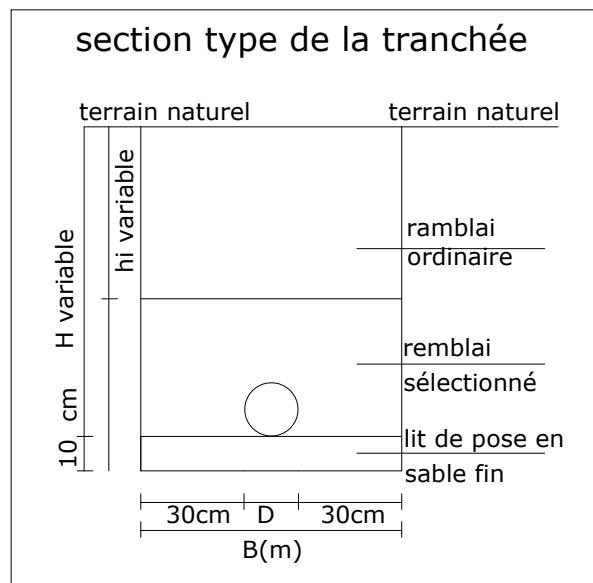 section type de la tranchée
terrain naturel
terrain naturel
hi variable
H variable
10 cm
ramblai
ordinaire
remblai
sélectionné
lit de pose en
sable fin
30cm
D
30cm
B(m)